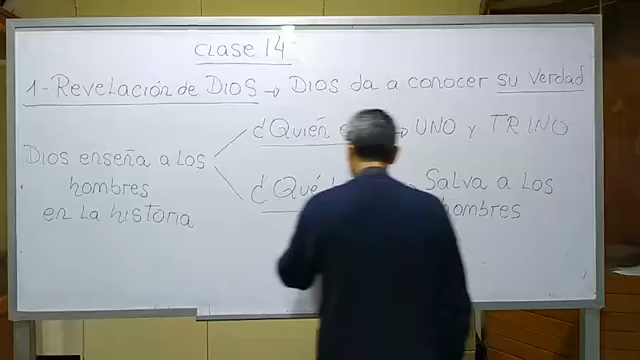 Clase 14
1- Revelación de Dios → Dios da a conocer su verdad
¿Quién → UNO y TRINO
Dios enseña a los
hombres
en la historia
¿Qué Salva a los
hombres